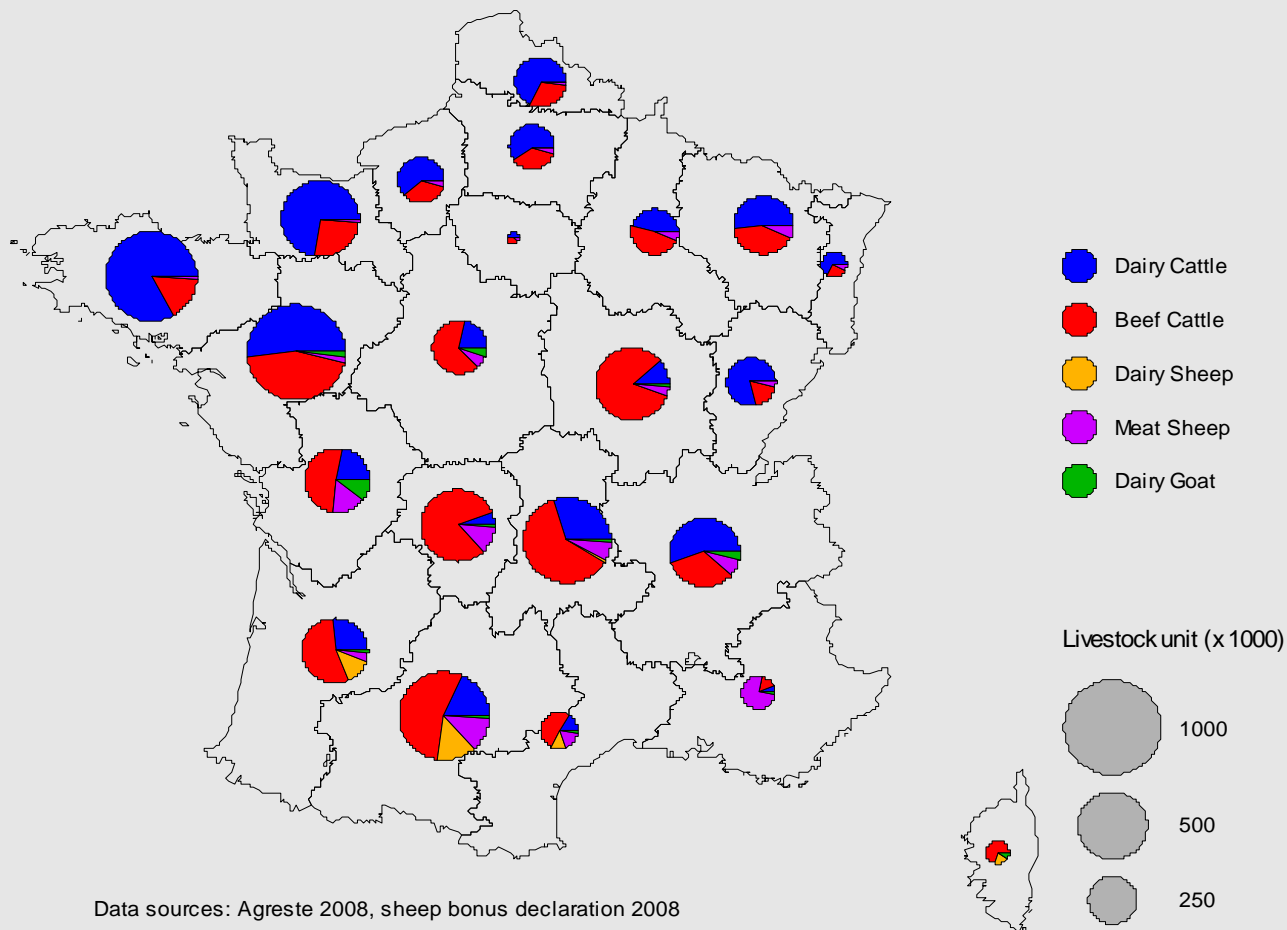 Dairy Cattle
Beef Cattle
Dairy Sheep
Meat Sheep
Dairy Goat
Livestock unit (x 1000)
1000
500
250
Data sources: Agreste 2008, sheep bonus declaration 2008